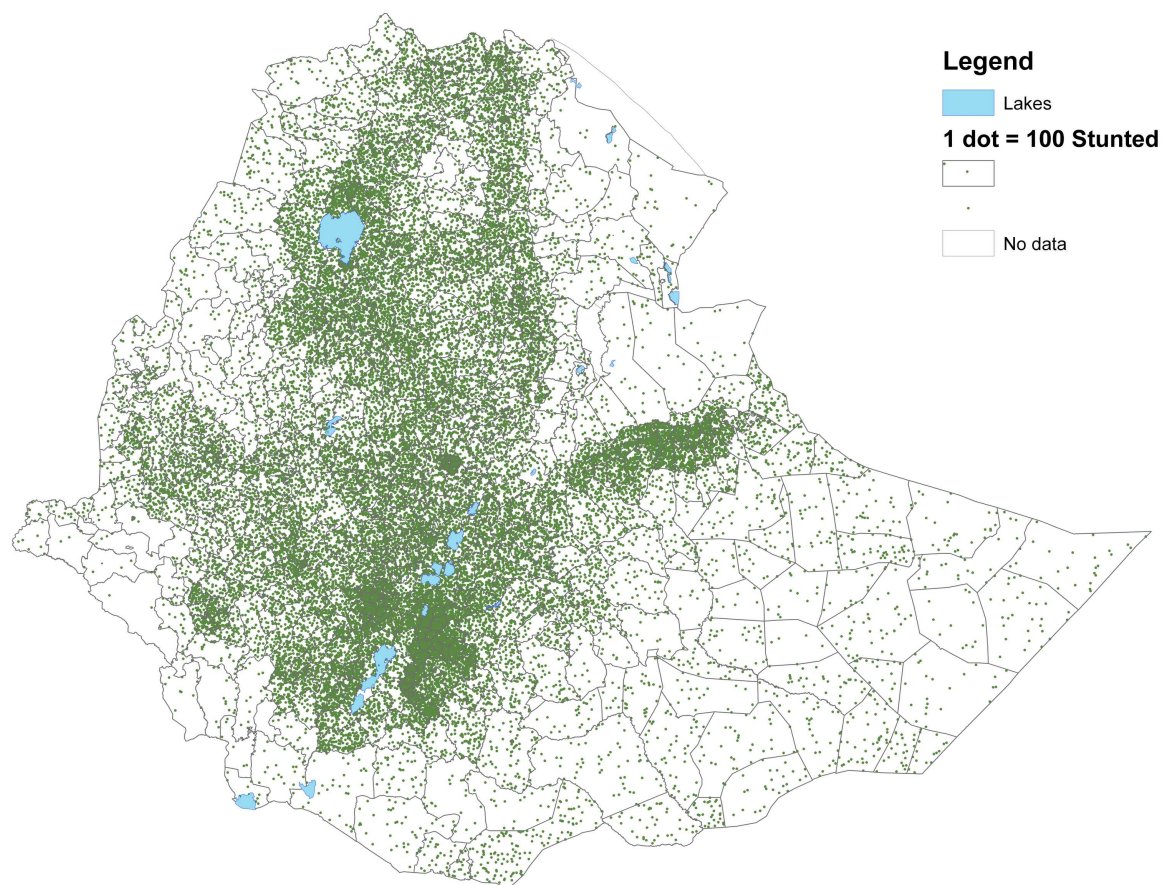 Legend
Lakes
1 dot = 100 Stunted
No data